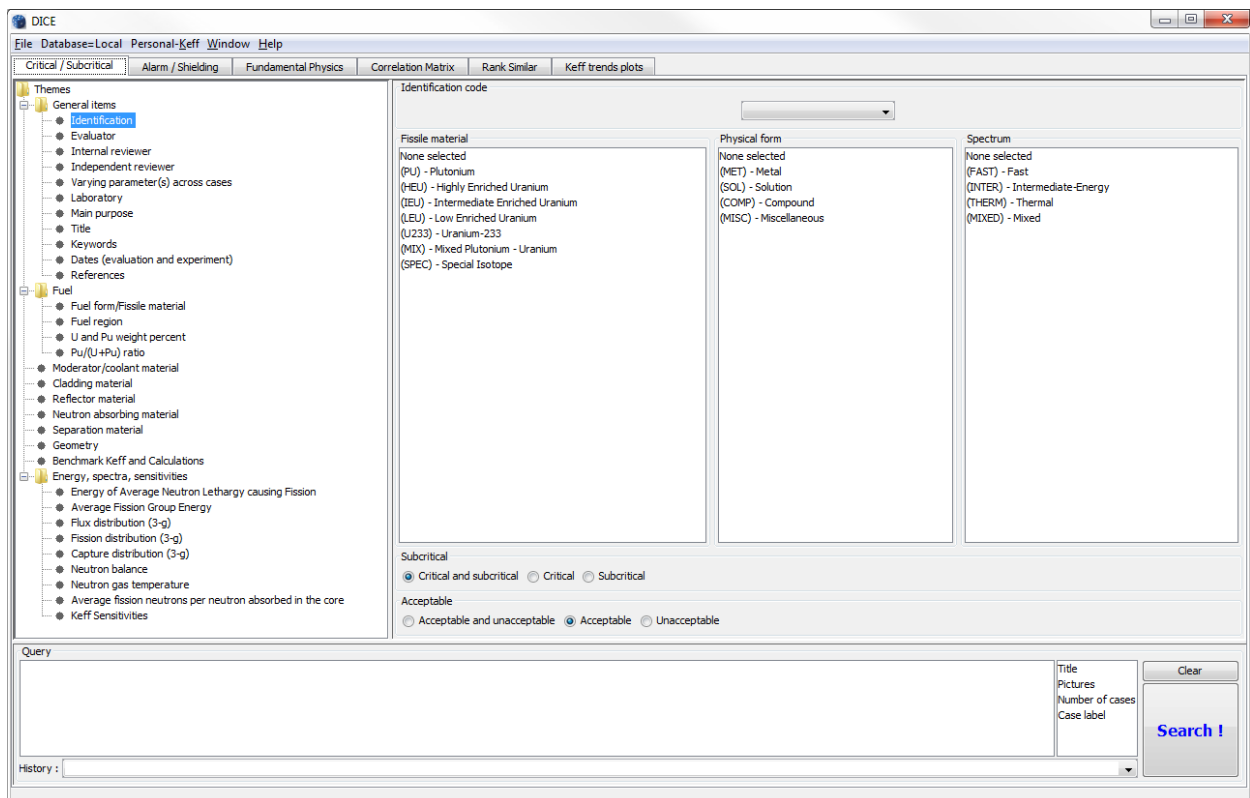 DICE
File Database=Local Personal-Keff Window Help
Critical / Subcritical Alarm / Shielding Fundamental Physics Correlation Matrix Rank Similar Keff trends plots
Themes
General items
Identification
Evaluator
Internal reviewer
Independent reviewer
Varying parameter(s) across cases
Laboratory
Main purpose
Title
Keywords
Dates (evaluation and experiment)
References
Fuel
Fuel form/Fissile material
Fuel region
U and Pu weight percent
Pu/(U+Pu) ratio
Moderator/coolant material
Cladding material
Reflector material
Neutron absorbing material
Separation material
Geometry
Benchmark Keff and Calculations
Energy, spectra, sensitivities
Energy of Average Neutron Lethargy causing Fission
Average Fission Group Energy
Flux distribution (3-g)
Fission distribution (3-g)
Capture distribution (3-g)
Neutron balance
Neutron gas temperature
Average fission neutrons per neutron absorbed in the core
Keff Sensitivities
Identification code
Fissile material
None selected
(PU) - Plutonium
(HEU) - Highly Enriched Uranium
(IEU) - Intermediate Enriched Uranium
(LEU) - Low Enriched Uranium
(U233) - Uranium-233
(MIX) - Mixed Plutonium - Uranium
(SPEC) - Special Isotope
Physical form
None selected
(MET) - Metal
(SOL) - Solution
(COMP) - Compound
(MISC) - Miscellaneous
Spectrum
None selected
(FAST) - Fast
(INTER) - Intermediate-Energy
(THERM) - Thermal
(MIXED) - Mixed
Subcritical
Critical and subcritical Critical Subcritical
Acceptable
Acceptable and unacceptable Acceptable Unacceptable
Query
Title
Pictures
Number of cases
Case label
Clear
Search !
History :